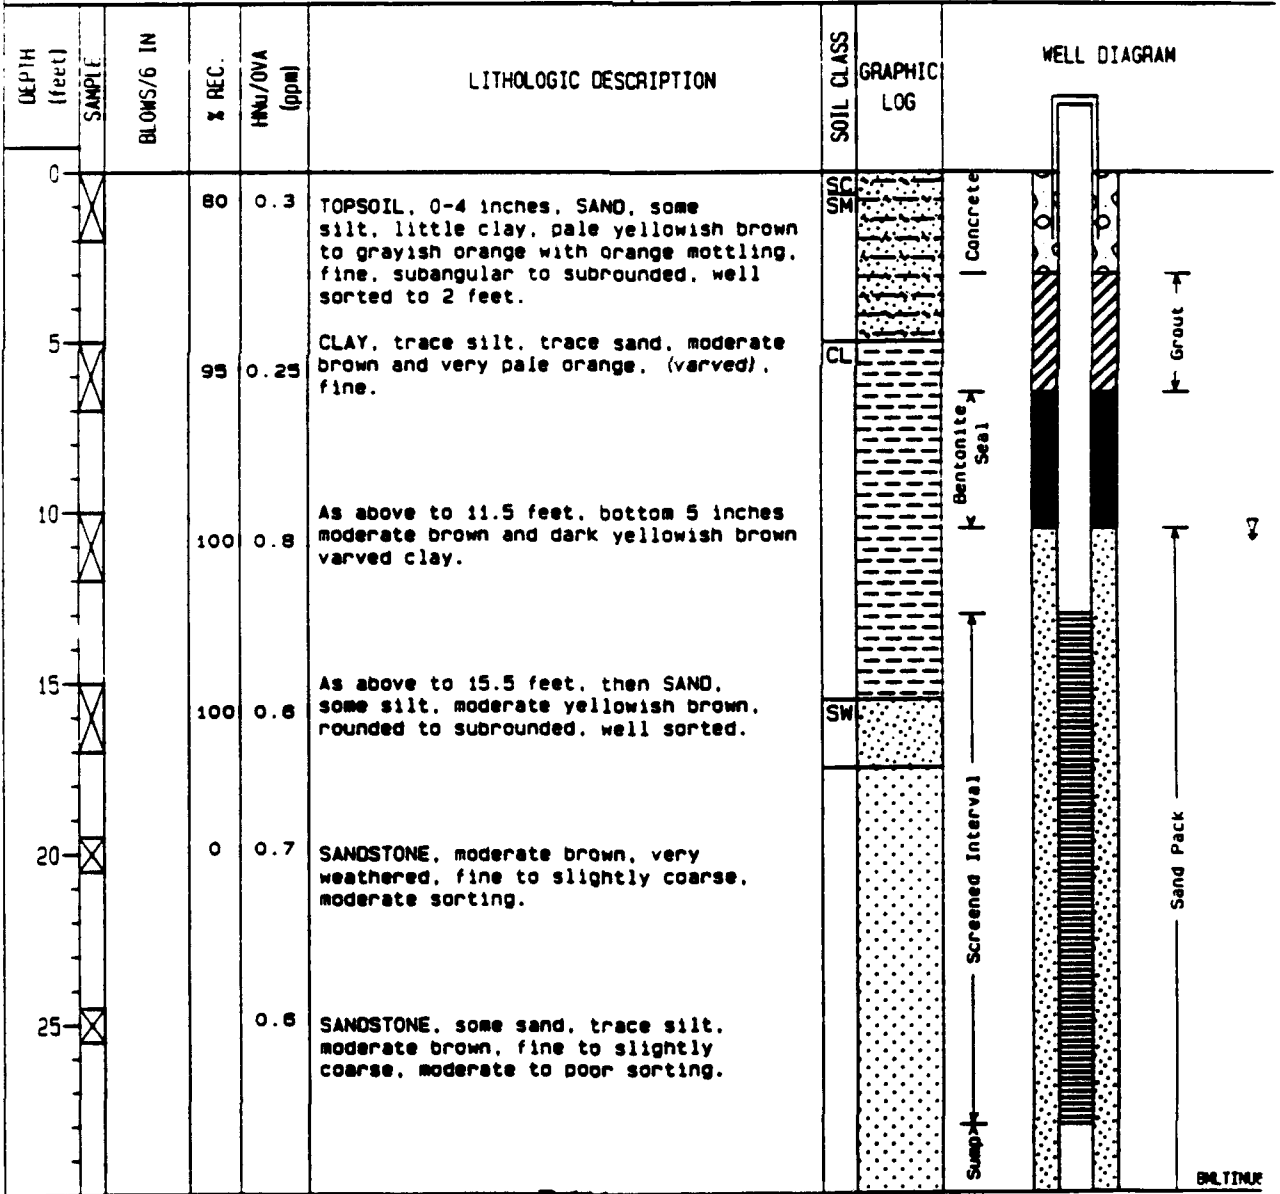 DEPTH (feet)
SAMPLE
BLOWS/6 IN
% REC.
HNu/OVA (ppm)
LITHOLOGIC DESCRIPTION
SOIL CLASS
GRAPHIC LOG
WELL DIAGRAM
0
80 0.3
TOPSOIL, 0-4 inches, SAND, some
silt, little clay, pale yellowish brown
to grayish orange with orange mottling,
fine, subangular to subrounded, well
sorted to 2 feet.
SC
SM
Concrete
5
95 0.25
CLAY, trace silt, trace sand, moderate
brown and very pale orange, (varved),
fine.
CL
Grout
Bentonite
Seal
10
100 0.8
As above to 11.5 feet, bottom 5 inches
moderate brown and dark yellowish brown
varved clay.
15
100 0.6
As above to 15.5 feet, then SAND,
some silt, moderate yellowish brown,
rounded to subrounded, well sorted.
SW
Screened Interval
Sand Pack
20
0 0.7
SANDSTONE, moderate brown, very
weathered, fine to slightly coarse,
moderate sorting.
25
0.6
SANDSTONE, some sand, trace silt,
moderate brown, fine to slightly
coarse, moderate to poor sorting.
Sump